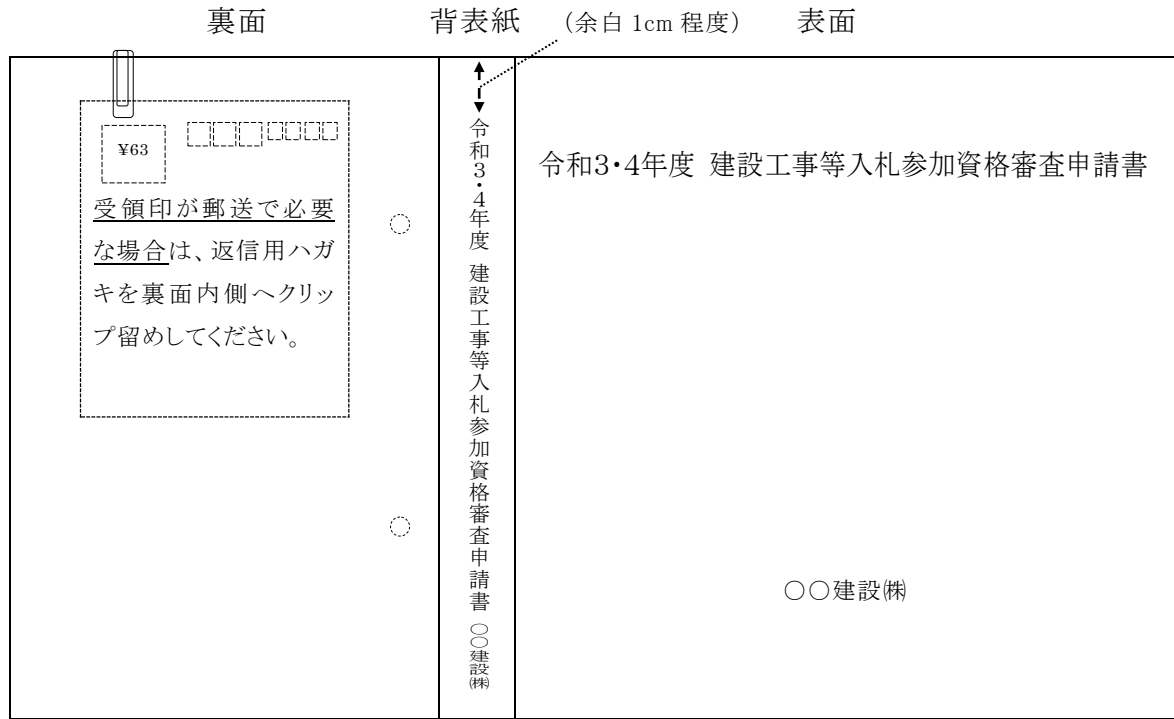 裏面 背表紙 (余白 1cm 程度) 表面
¥63
受領印が郵送で必要
な場合は、返信用ハガ
キを裏面内側へクリッ
プ留めしてください。
令和3・4年度 建設工事等入札参加資格審査申請書 〇〇建設㈱
令和3・4年度 建設工事等入札参加資格審査申請書
〇〇建設㈱